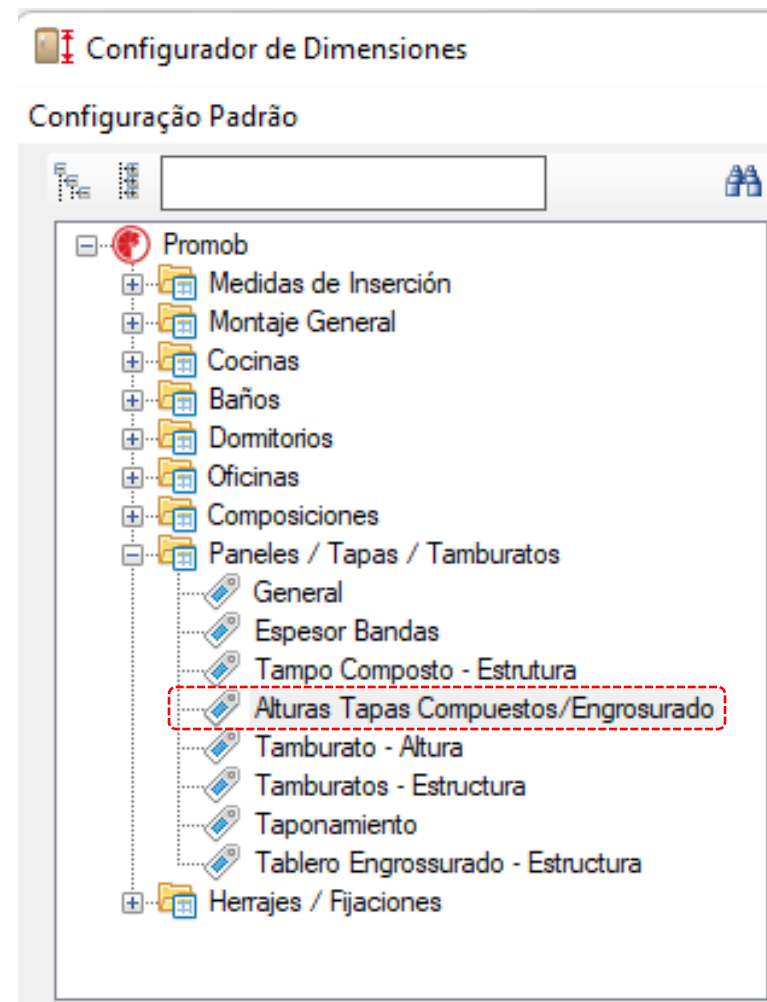 Configurador de Dimensiones
Configuração Padrão
Promob
Medidas de Inserción
Montaje General
Cocinas
Baños
Dormitorios
Oficinas
Composiciones
Paneles / Tapas / Tamburatos
General
Espesor Bandas
Tampo Composto - Estrutura
Alturas Tapas Compuestos/Engrosurado
Tamburato - Altura
Tamburatos - Estructura
Taponamiento
Tablero Engrossurado - Estructura
Herrajes / Fijaciones